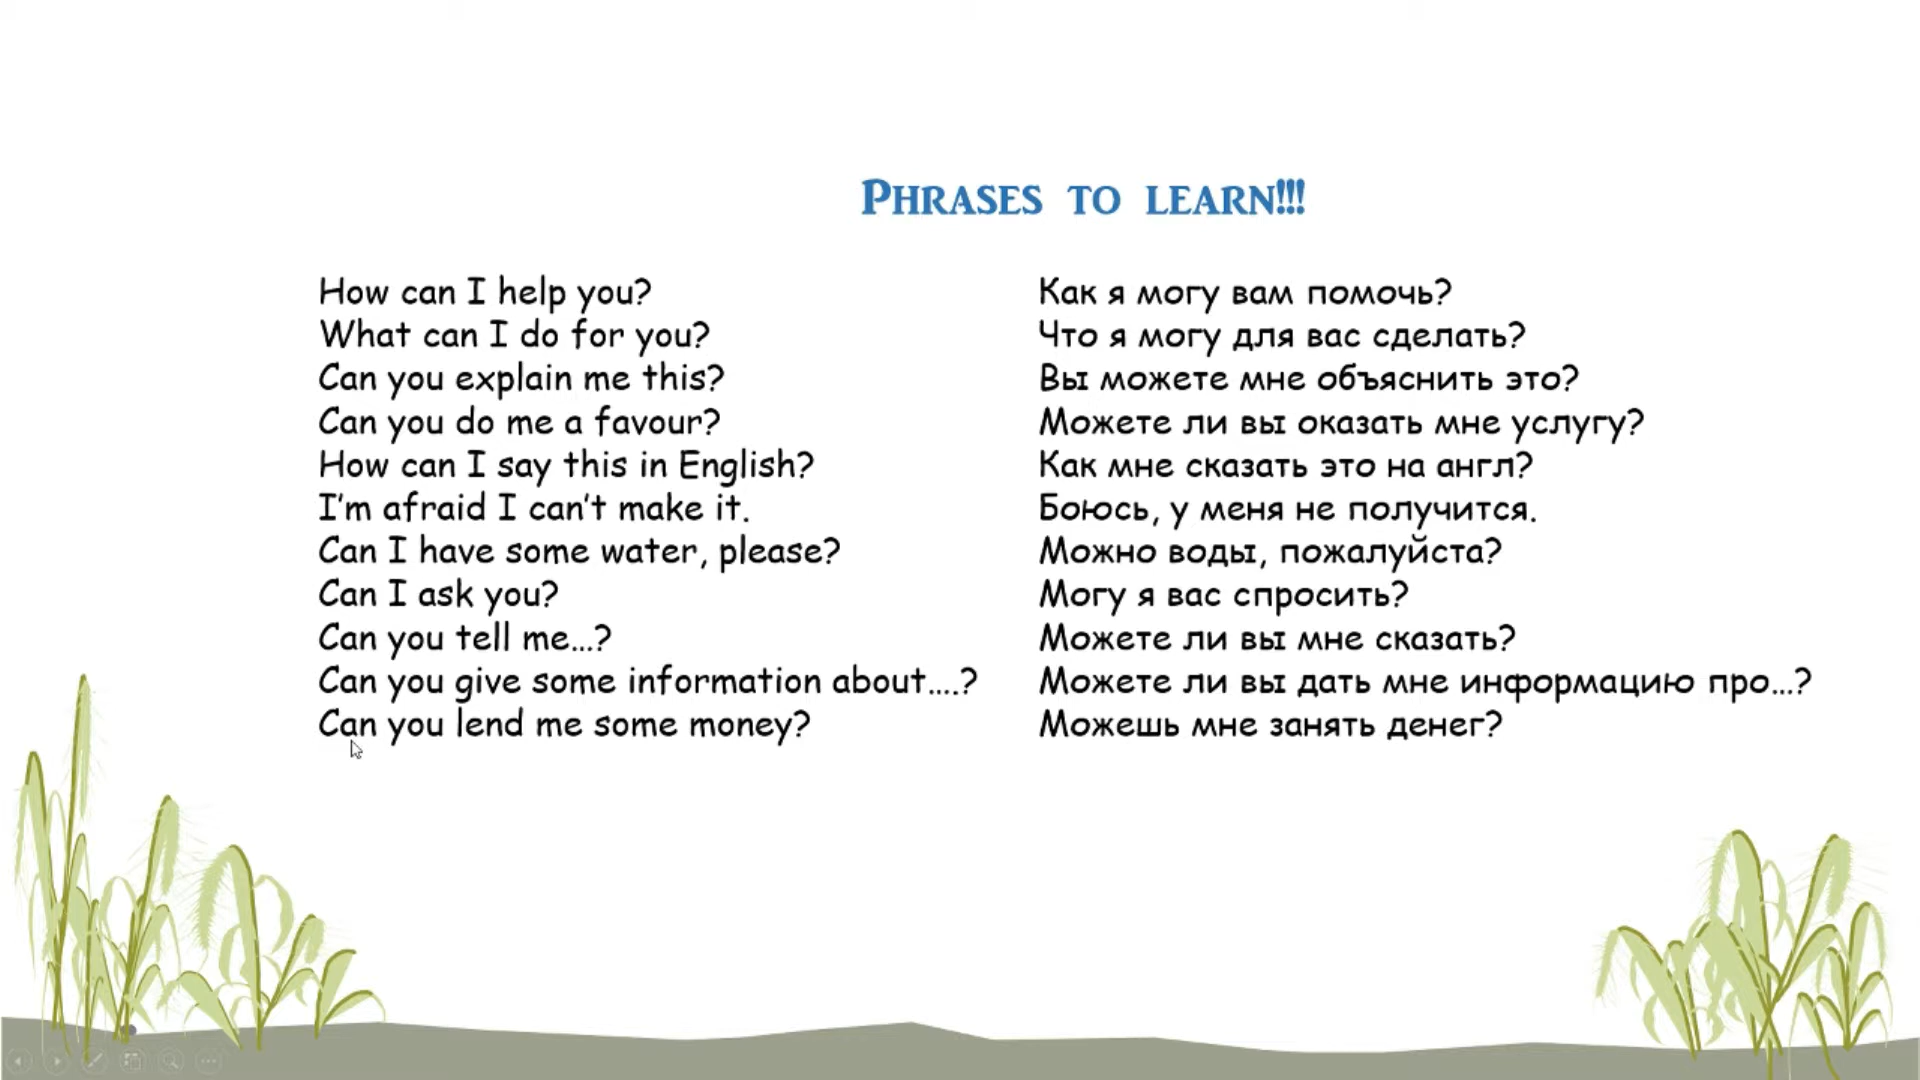 PHRASES TO LEARN!!!
How can I help you?
What can I do for you?
Can you explain me this?
Can you do me a favour?
How can I say this in English?
I'm afraid I can't make it.
Can I have some water, please?
Can I ask you?
Can you tell me...?
Can you give some information about....?
Can you lend me some money?
Как я могу вам помочь?
Что я могу для вас сделать?
Вы можете мне объяснить это?
Можете ли вы оказать мне услугу?
Как мне сказать это на англ?
Боюсь, у меня не получится.
Можно воды, пожалуйста?
Могу я вас спросить?
Можете ли вы мне сказать?
Можете ли вы дать мне информацию про...?
Можешь мне занять денег?